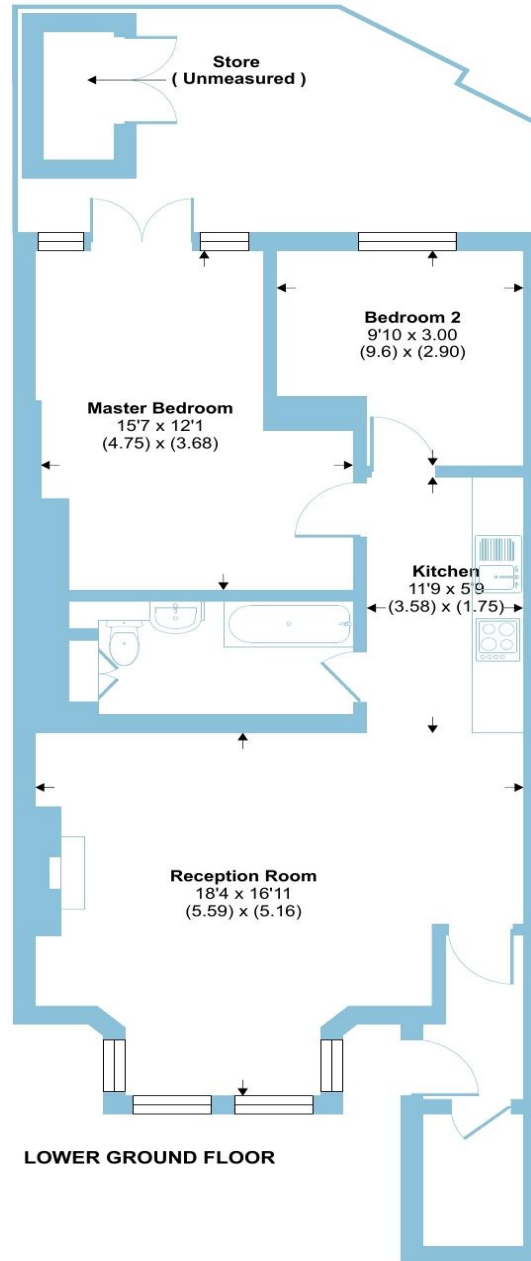 Store
( Unmeasured )
Bedroom 2
9'10 x 3.00
(9.6) x (2.90)
Master Bedroom
15'7 x 12'1
(4.75) x (3.68)
Kitchen
11'9 x 5'9
(3.58) x (1.75)
Reception Room
18'4 x 16'11
(5.59) x (5.16)
LOWER GROUND FLOOR